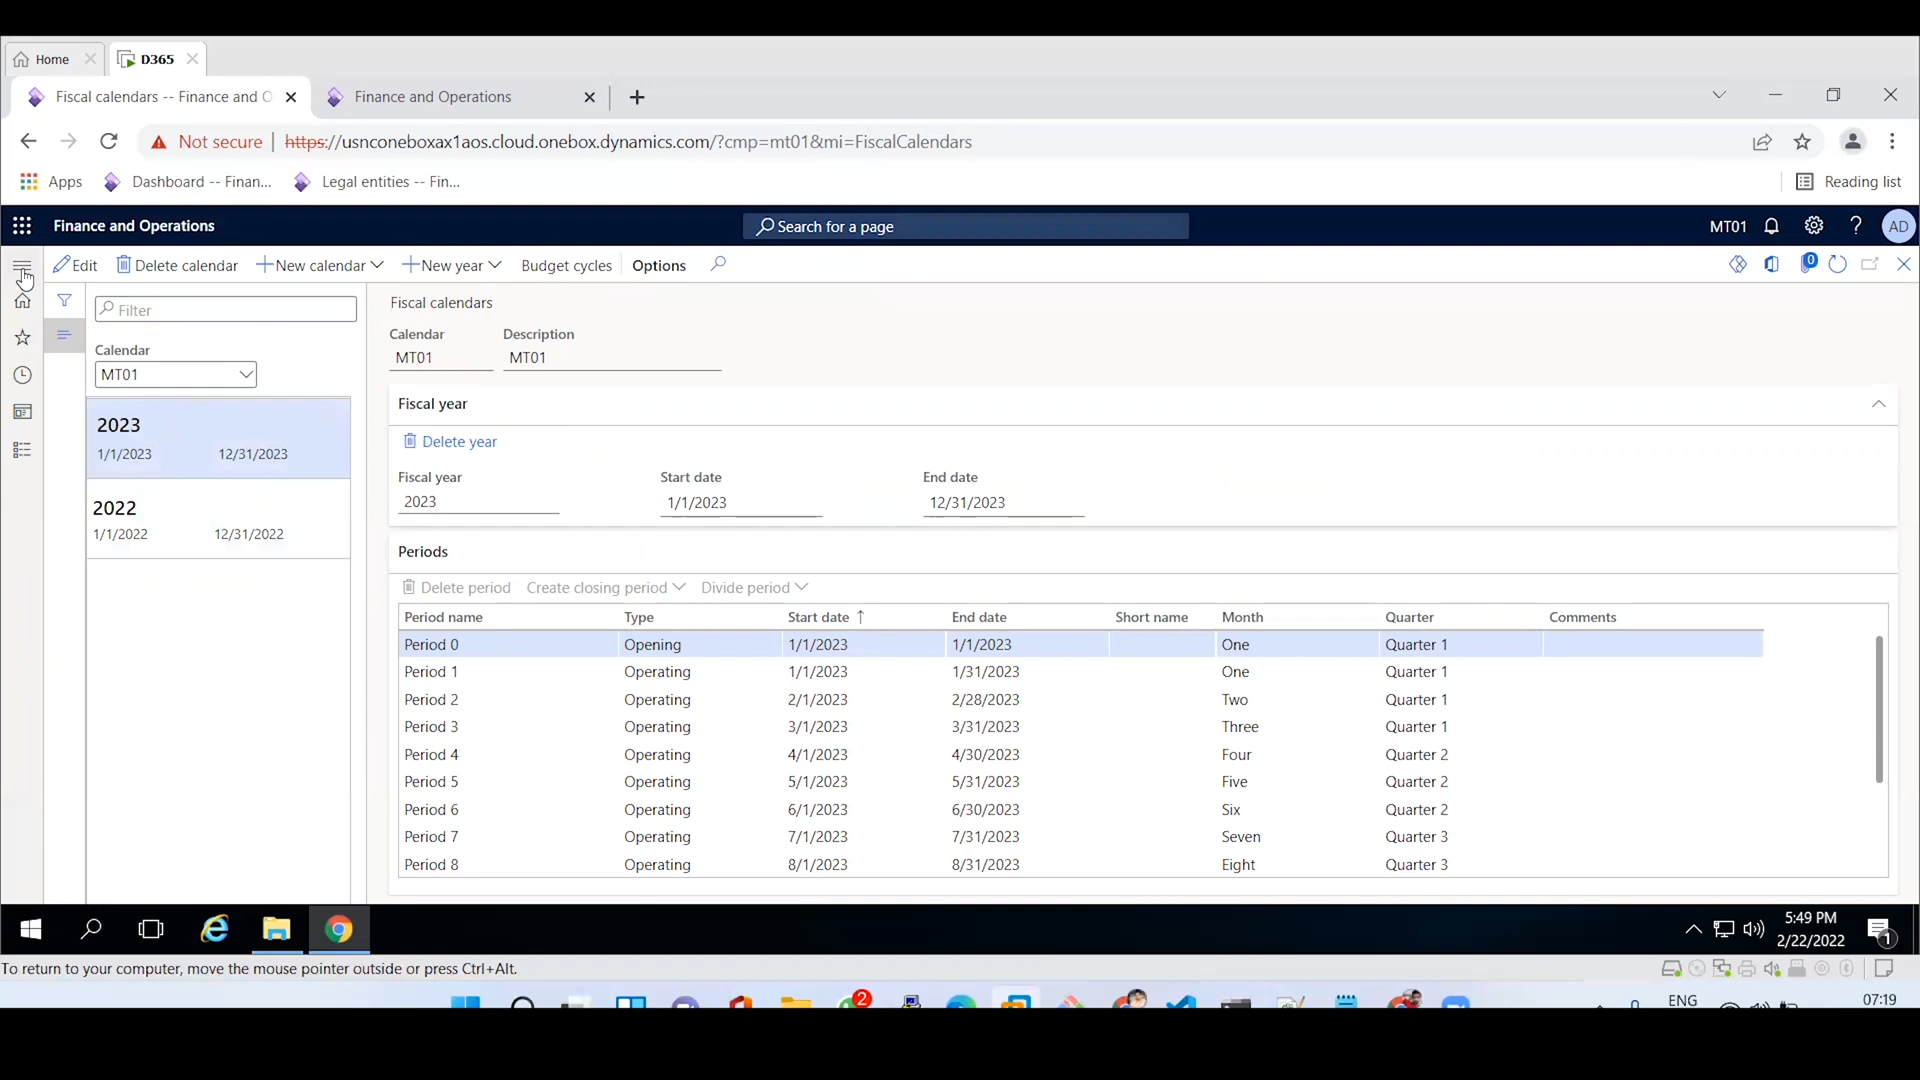 Home
D365
Fiscal calendars -- Finance and O
Finance and Operations
Not secure
https://usnconeboxax1aos.cloud.onebox.dynamics.com/?cmp=mt01&mi=FiscalCalendars
Apps
Dashboard -- Finan...
Legal entities -- Fin...
Reading list
Finance and Operations
Search for a page
MT01
?
AD
Edit
Delete calendar
New calendar
New year
Budget cycles
Options
0
Filter
Calendar
MT01
2023
1/1/2023 12/31/2023
2022
1/1/2022 12/31/2022
Fiscal calendars
Calendar Description
MT01 MT01
Fiscal year
Delete year
Fiscal year Start date End date
2023 1/1/2023 12/31/2023
Periods
Delete period Create closing period Divide period
Period name Type Start date ↑ End date Short name Month Quarter Comments
Period 0 Opening 1/1/2023 1/1/2023 One Quarter 1
Period 1 Operating 1/1/2023 1/31/2023 One Quarter 1
Period 2 Operating 2/1/2023 2/28/2023 Two Quarter 1
Period 3 Operating 3/1/2023 3/31/2023 Three Quarter 1
Period 4 Operating 4/1/2023 4/30/2023 Four Quarter 2
Period 5 Operating 5/1/2023 5/31/2023 Five Quarter 2
Period 6 Operating 6/1/2023 6/30/2023 Six Quarter 2
Period 7 Operating 7/1/2023 7/31/2023 Seven Quarter 3
Period 8 Operating 8/1/2023 8/31/2023 Eight Quarter 3
5:49 PM
2/22/2022
1
To return to your computer, move the mouse pointer outside or press Ctrl+Alt.
2
ENG
07:19